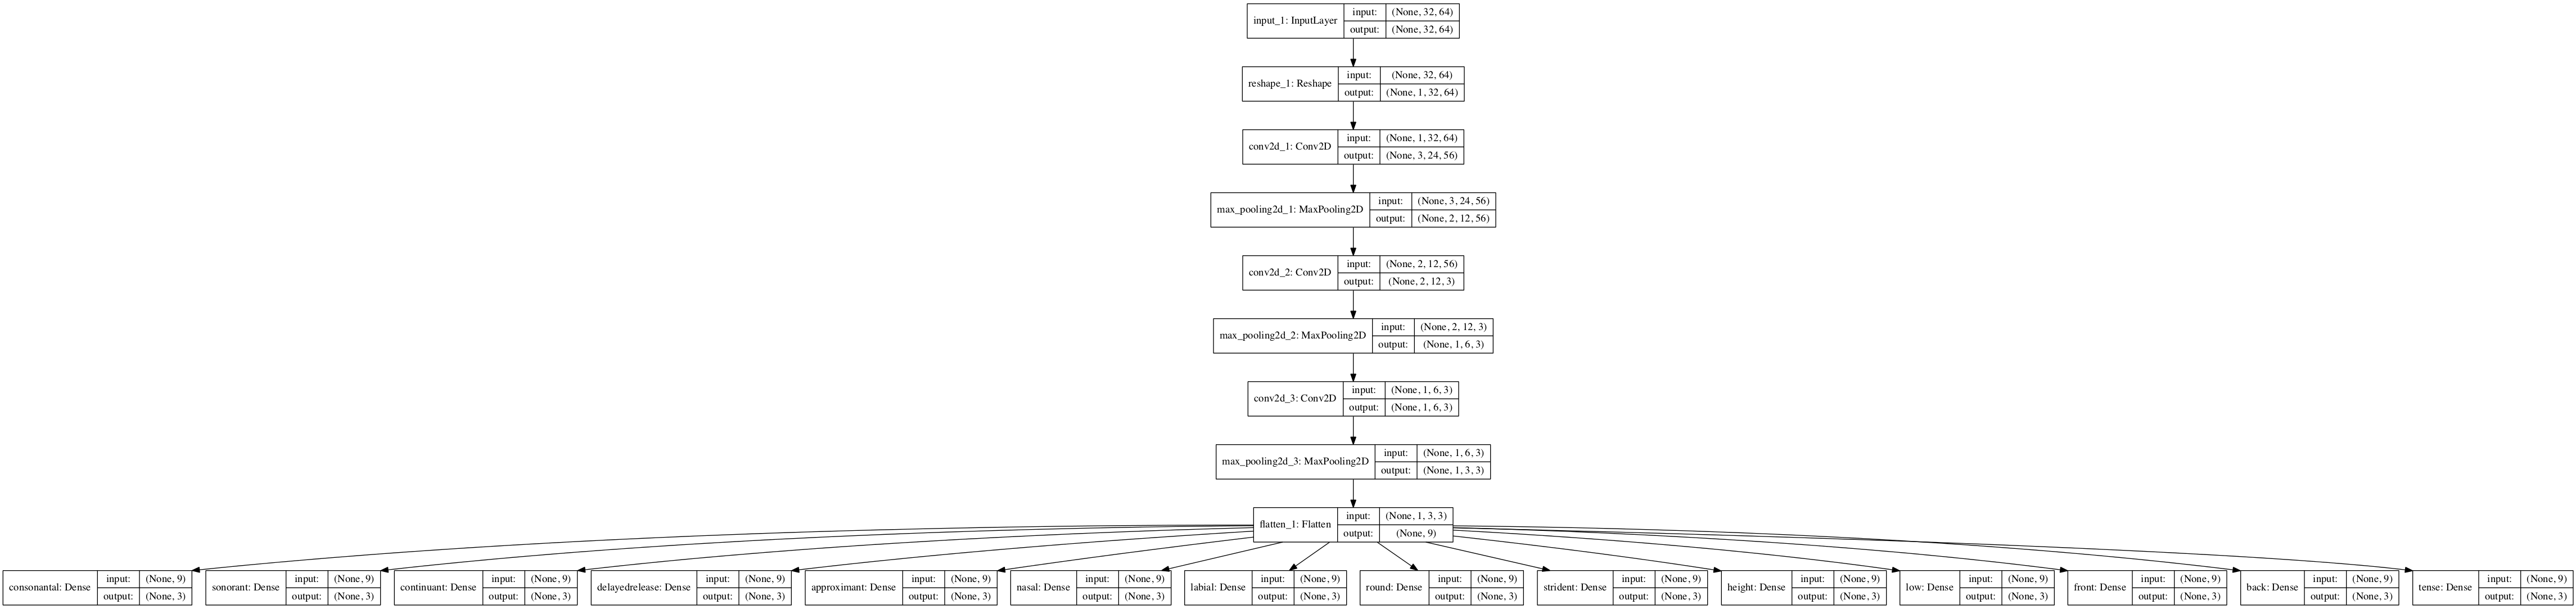 input_1: InputLayer
input: (None, 32, 64)
output: (None, 32, 64)
reshape_1: Reshape
input: (None, 32, 64)
output: (None, 1, 32, 64)
conv2d_1: Conv2D
input: (None, 1, 32, 64)
output: (None, 3, 24, 56)
max_pooling2d_1: MaxPooling2D
input: (None, 3, 24, 56)
output: (None, 2, 12, 56)
conv2d_2: Conv2D
input: (None, 2, 12, 56)
output: (None, 2, 12, 3)
max_pooling2d_2: MaxPooling2D
input: (None, 2, 12, 3)
output: (None, 1, 6, 3)
conv2d_3: Conv2D
input: (None, 1, 6, 3)
output: (None, 1, 6, 3)
max_pooling2d_3: MaxPooling2D
input: (None, 1, 6, 3)
output: (None, 1, 3, 3)
flatten_1: Flatten
input: (None, 1, 3, 3)
output: (None, 9)
consonantal: Dense
input: (None, 9)
output: (None, 3)
sonorant: Dense
input: (None, 9)
output: (None, 3)
continuant: Dense
input: (None, 9)
output: (None, 3)
delayedrelease: Dense
input: (None, 9)
output: (None, 3)
approximant: Dense
input: (None, 9)
output: (None, 3)
nasal: Dense
input: (None, 9)
output: (None, 3)
labial: Dense
input: (None, 9)
output: (None, 3)
round: Dense
input: (None, 9)
output: (None, 3)
strident: Dense
input: (None, 9)
output: (None, 3)
height: Dense
input: (None, 9)
output: (None, 3)
low: Dense
input: (None, 9)
output: (None, 3)
front: Dense
input: (None, 9)
output: (None, 3)
back: Dense
input: (None, 9)
output: (None, 3)
tense: Dense
input: (None, 9)
output: (None, 3)